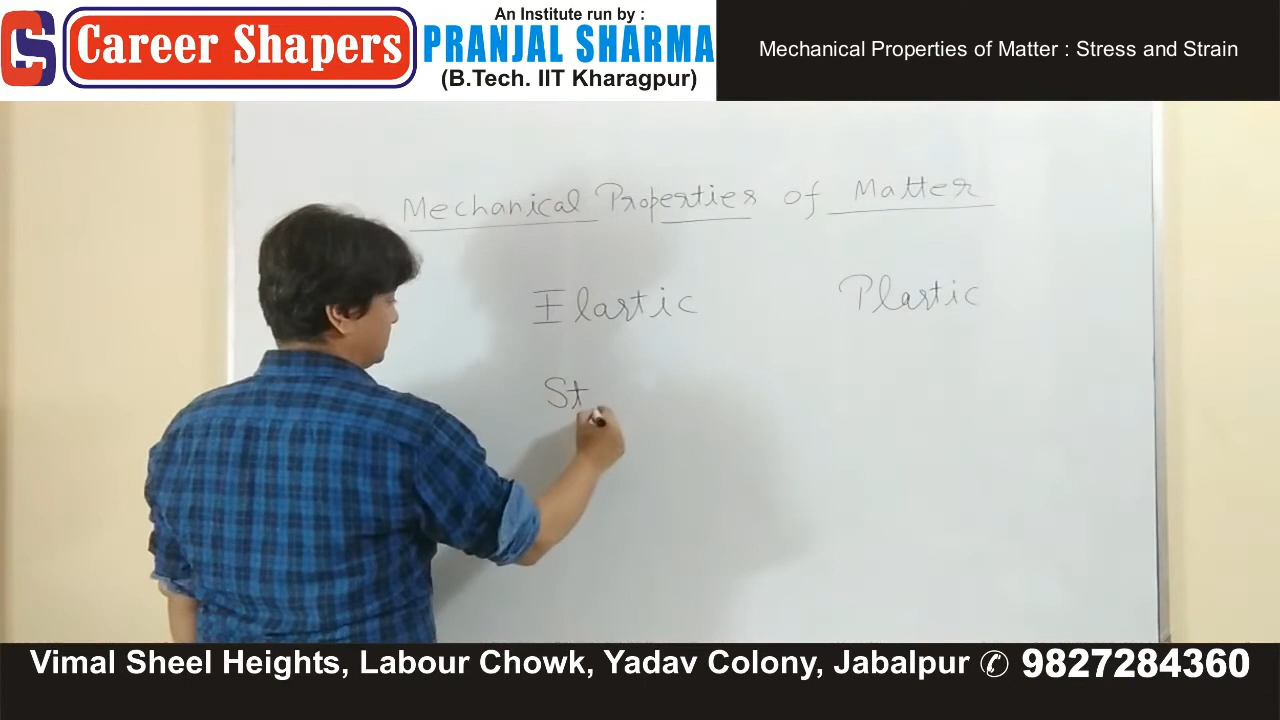 CS Career Shapers
An Institute run by :
PRANJAL SHARMA
(B.Tech. IIT Kharagpur)
Mechanical Properties of Matter : Stress and Strain
Mechanical Properties of Matter
Elastic Plastic
St
Vimal Sheel Heights, Labour Chowk, Yadav Colony, Jabalpur ✆ 9827284360